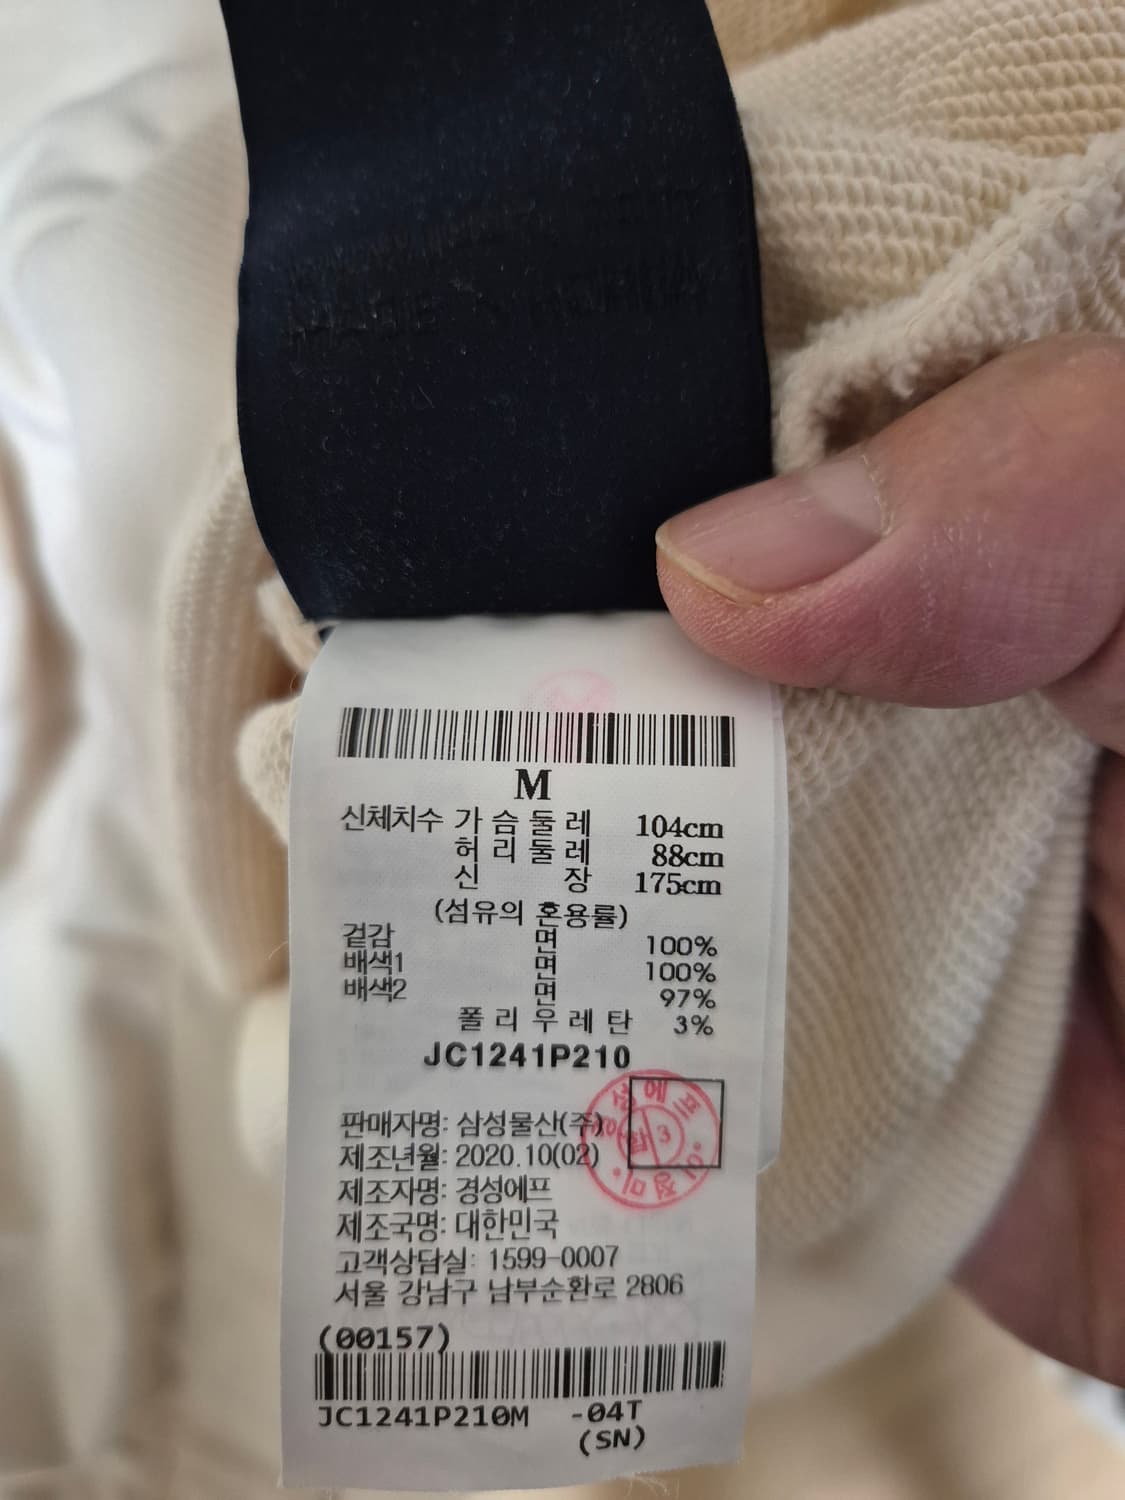 M
신체치수 가슴둘레 104cm
허리둘레 88cm
신장 175cm
(섬유의 혼용률)
겉감 면 100%
배색1 면 100%
배색2 면 97%
폴리우레탄 3%
JC1241P210
판매자명: 삼성물산(주)
제조년월: 2020.10(02)
제조자명: 경성에프
제조국명: 대한민국
고객상담실: 1599-0007
서울 강남구 남부순환로 2806
(00157)
JC1241P210M -04T
(SN)
경성에프
3